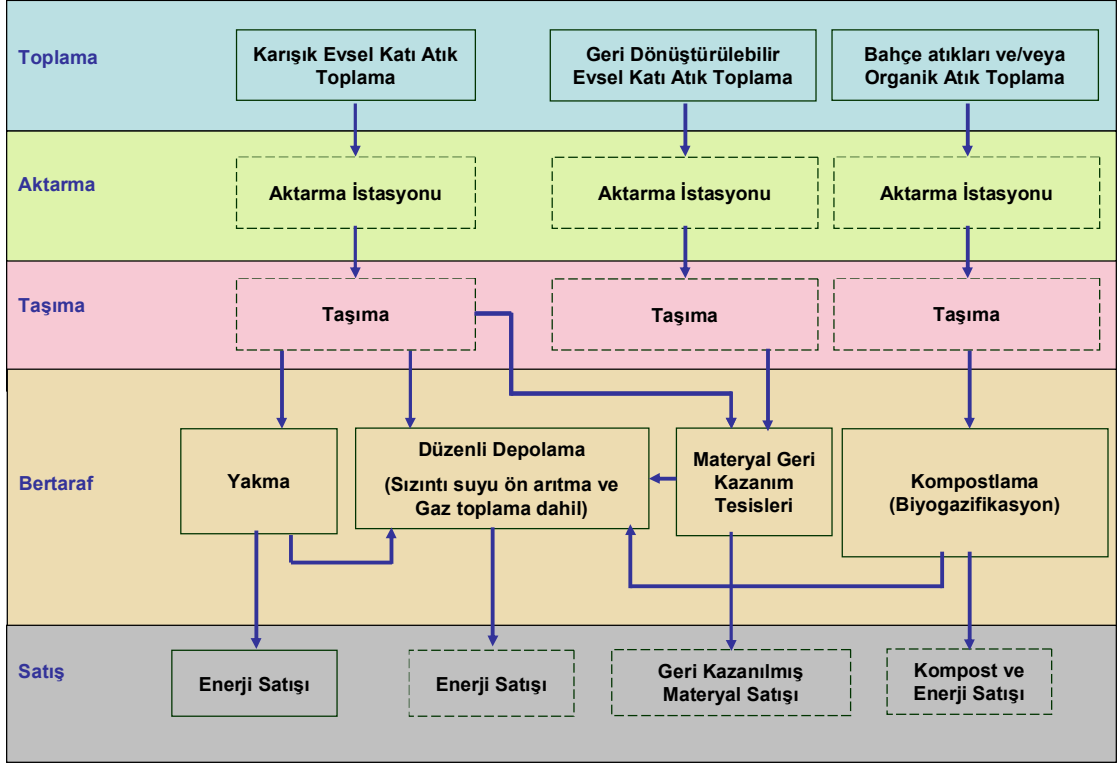 Toplama
Karışık Evsel Katı Atık
Toplama
Geri Dönüştürülebilir
Evsel Katı Atık Toplama
Bahçe atıkları ve/veya
Organik Atık Toplama
Aktarma
Aktarma İstasyonu
Aktarma İstasyonu
Aktarma İstasyonu
Taşıma
Taşıma
Taşıma
Taşıma
Bertaraf
Yakma
Düzenli Depolama
(Sızıntı suyu ön arıtma ve
Gaz toplama dahil)
Materyal Geri
Kazanım
Tesisleri
Kompostlama
(Biyogazifikasyon)
Satış
Enerji Satışı
Enerji Satışı
Geri Kazanılmış
Materyal Satışı
Kompost ve
Enerji Satışı